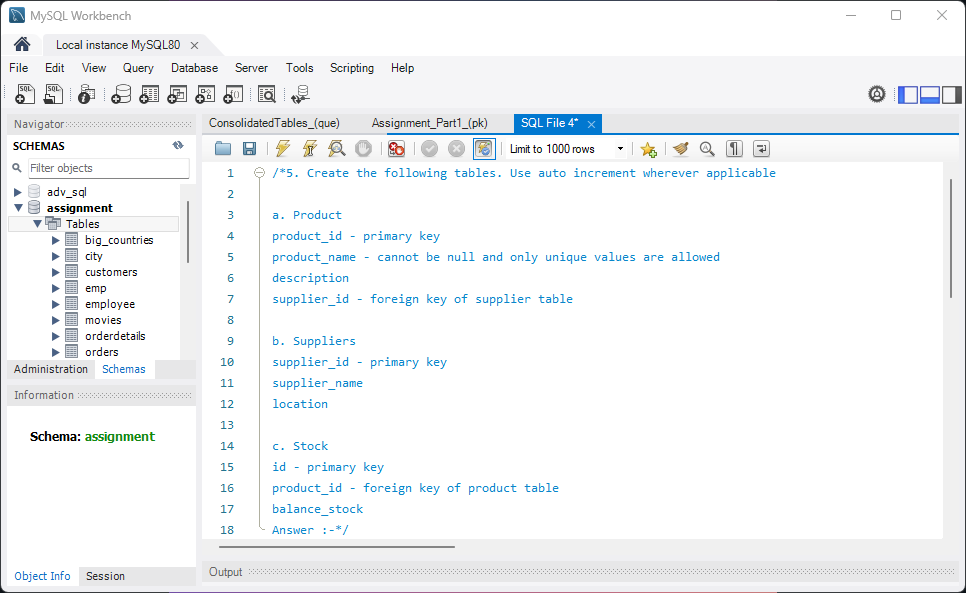 MySQL Workbench
Local instance MySQL80
File Edit View Query Database Server Tools Scripting Help
Navigator
SCHEMAS
Filter objects
adv_sql
assignment
Tables
big_countries
city
customers
emp
employee
movies
orderdetails
orders
Administration Schemas
Information
Schema: assignment
Object Info Session
ConsolidatedTables_(que) Assignment_Part1_(pk) SQL File 4*
Limit to 1000 rows
1 /*5. Create the following tables. Use auto increment wherever applicable
2
3 a. Product
4 product_id - primary key
5 product_name - cannot be null and only unique values are allowed
6 description
7 supplier_id - foreign key of supplier table
8
9 b. Suppliers
10 supplier_id - primary key
11 supplier_name
12 location
13
14 c. Stock
15 id - primary key
16 product_id - foreign key of product table
17 balance_stock
18 Answer :-*/
Output